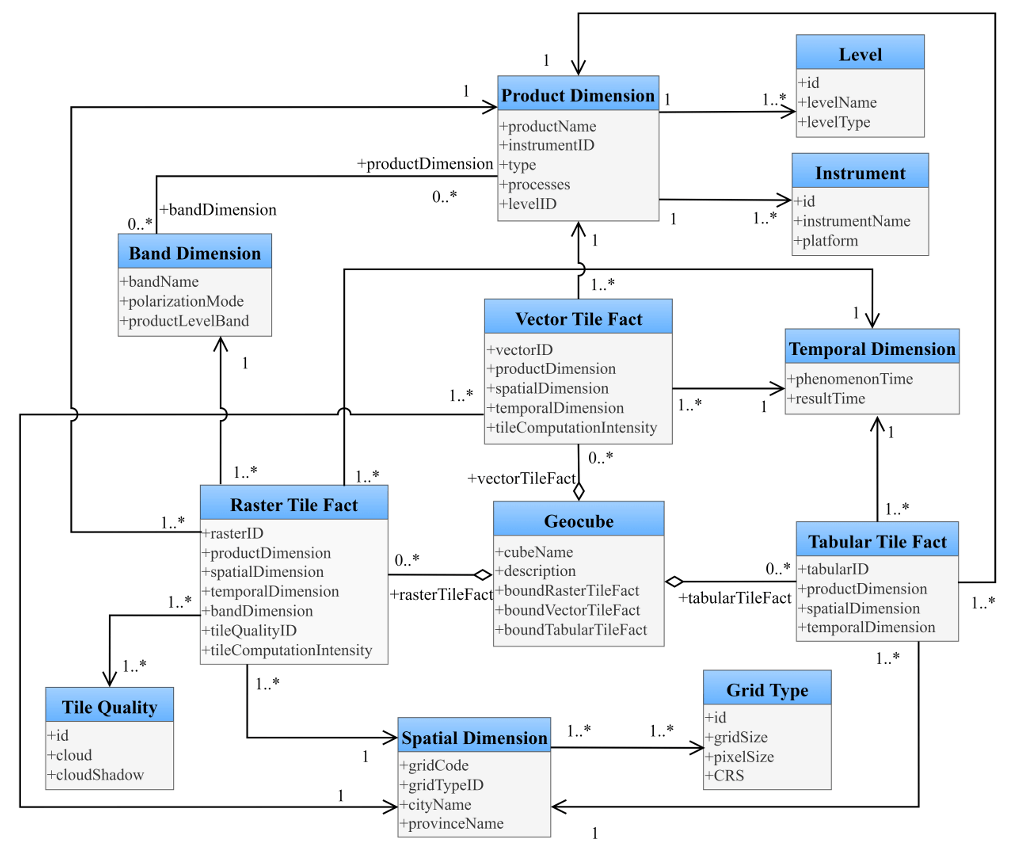 1
Level
+id
+levelName
+levelType
1
Product Dimension
+productName
+instrumentID
+type
+processes
+levelID
1
1..*
Instrument
+id
+instrumentName
+platform
1
1..*
+productDimension
0..*
+bandDimension
0..*
Band Dimension
+bandName
+polarizationMode
+productLevelBand
1
1
1..*
Vector Tile Fact
+vectorID
+productDimension
+spatialDimension
+temporalDimension
+tileComputationIntensity
1
Temporal Dimension
+phenomenonTime
+resultTime
1..*
1..*
1
1
0..*
+vectorTileFact
1..*
1..*
1..*
Raster Tile Fact
+rasterID
+productDimension
+spatialDimension
+temporalDimension
+bandDimension
+tileQualityID
+tileComputationIntensity
0..*
+rasterTileFact
Geocube
+cubeName
+description
+boundRasterTileFact
+boundVectorTileFact
+boundTabularTileFact
0..*
+tabularTileFact
1..*
Tabular Tile Fact
+tabularID
+productDimension
+spatialDimension
+temporalDimension
1..*
1..*
1..*
1..*
1..*
Tile Quality
+id
+cloud
+cloudShadow
1
1
Spatial Dimension
+gridCode
+gridTypeID
+cityName
+provinceName
1..*
1..*
Grid Type
+id
+gridSize
+pixelSize
+CRS
1